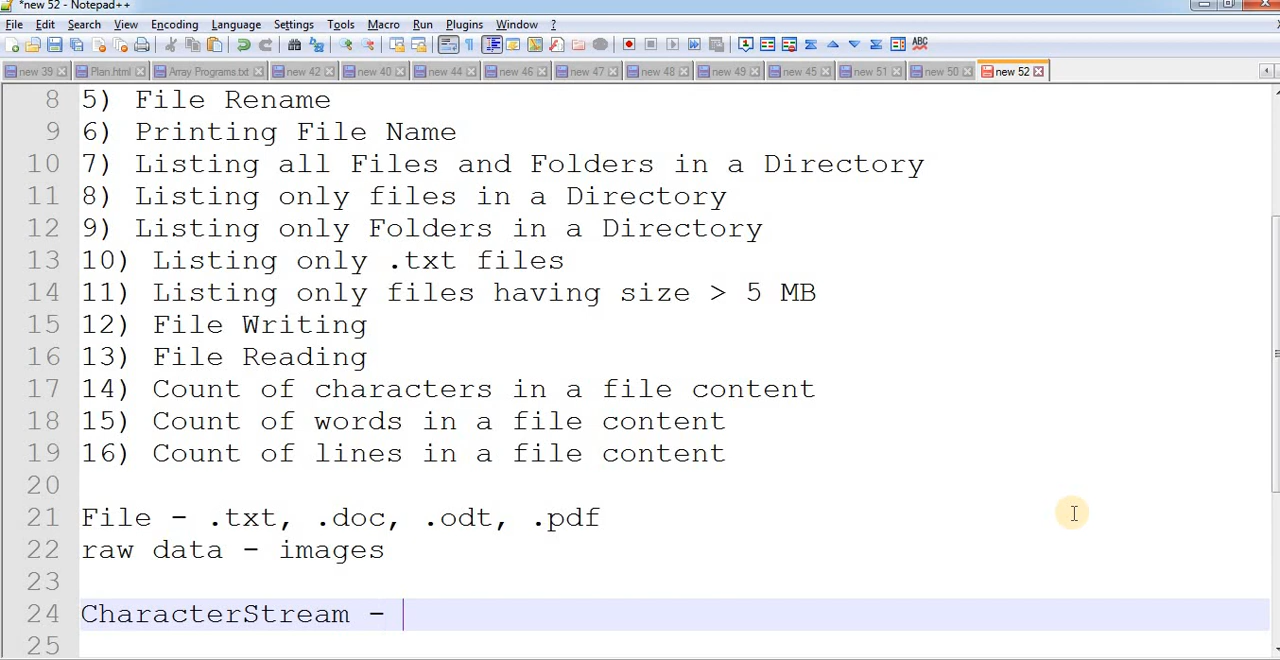 *new 52 - Notepad++
File Edit Search View Encoding Language Settings Tools Macro Run Plugins Window ?
new 39 Plan.html Array Programs.txt new 42 new 40 new 44 new 46 new 47 new 48 new 49 new 45 new 51 new 50 new 52
8 5) File Rename
9 6) Printing File Name
10 7) Listing all Files and Folders in a Directory
11 8) Listing only files in a Directory
12 9) Listing only Folders in a Directory
13 10) Listing only .txt files
14 11) Listing only files having size > 5 MB
15 12) File Writing
16 13) File Reading
17 14) Count of characters in a file content
18 15) Count of words in a file content
19 16) Count of lines in a file content
20
21 File - .txt, .doc, .odt, .pdf
22 raw data - images
23
24 CharacterStream -
25